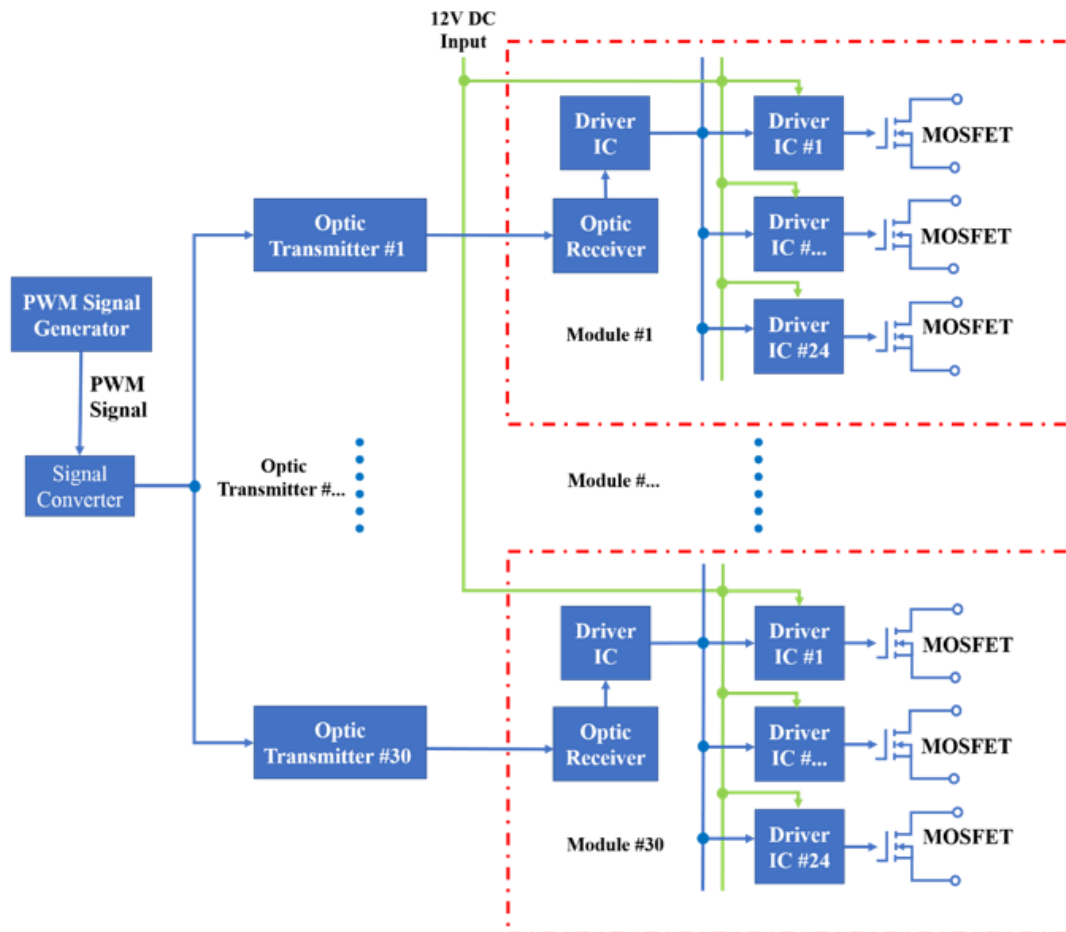 12V DC
Input
Driver
IC
Driver
IC #1
MOSFET
Optic
Transmitter #1
Optic
Receiver
Driver
IC #...
MOSFET
PWM Signal
Generator
Module #1
Driver
IC #24
MOSFET
PWM
Signal
Signal
Converter
Optic
Transmitter #...
Module #...
Driver
IC
Driver
IC #1
MOSFET
Optic
Transmitter #30
Optic
Receiver
Driver
IC #...
MOSFET
Module #30
Driver
IC #24
MOSFET